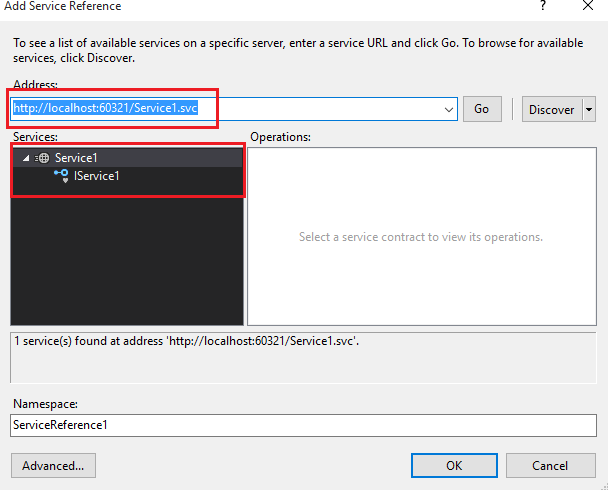 Add Service Reference
?
To see a list of available services on a specific server, enter a service URL and click Go. To browse for available
services, click Discover.
Address:
http://localhost:60321/Service1.svc
Go
Discover
Services:
Operations:
Service1
IService1
Select a service contract to view its operations.
1 service(s) found at address 'http://localhost:60321/Service1.svc'.
Namespace:
ServiceReference1
Advanced...
OK
Cancel